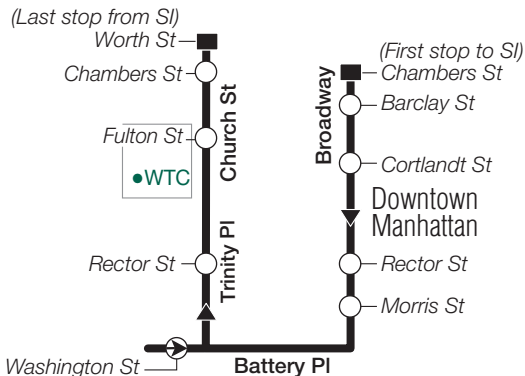 (Last stop from SI)
Worth St
Chambers St
Fulton St
WTC
Church St
Rector St
Trinity Pl
Washington St
Battery Pl
(First stop to SI)
Chambers St
Broadway
Barclay St
Cortlandt St
Downtown
Manhattan
Rector St
Morris St